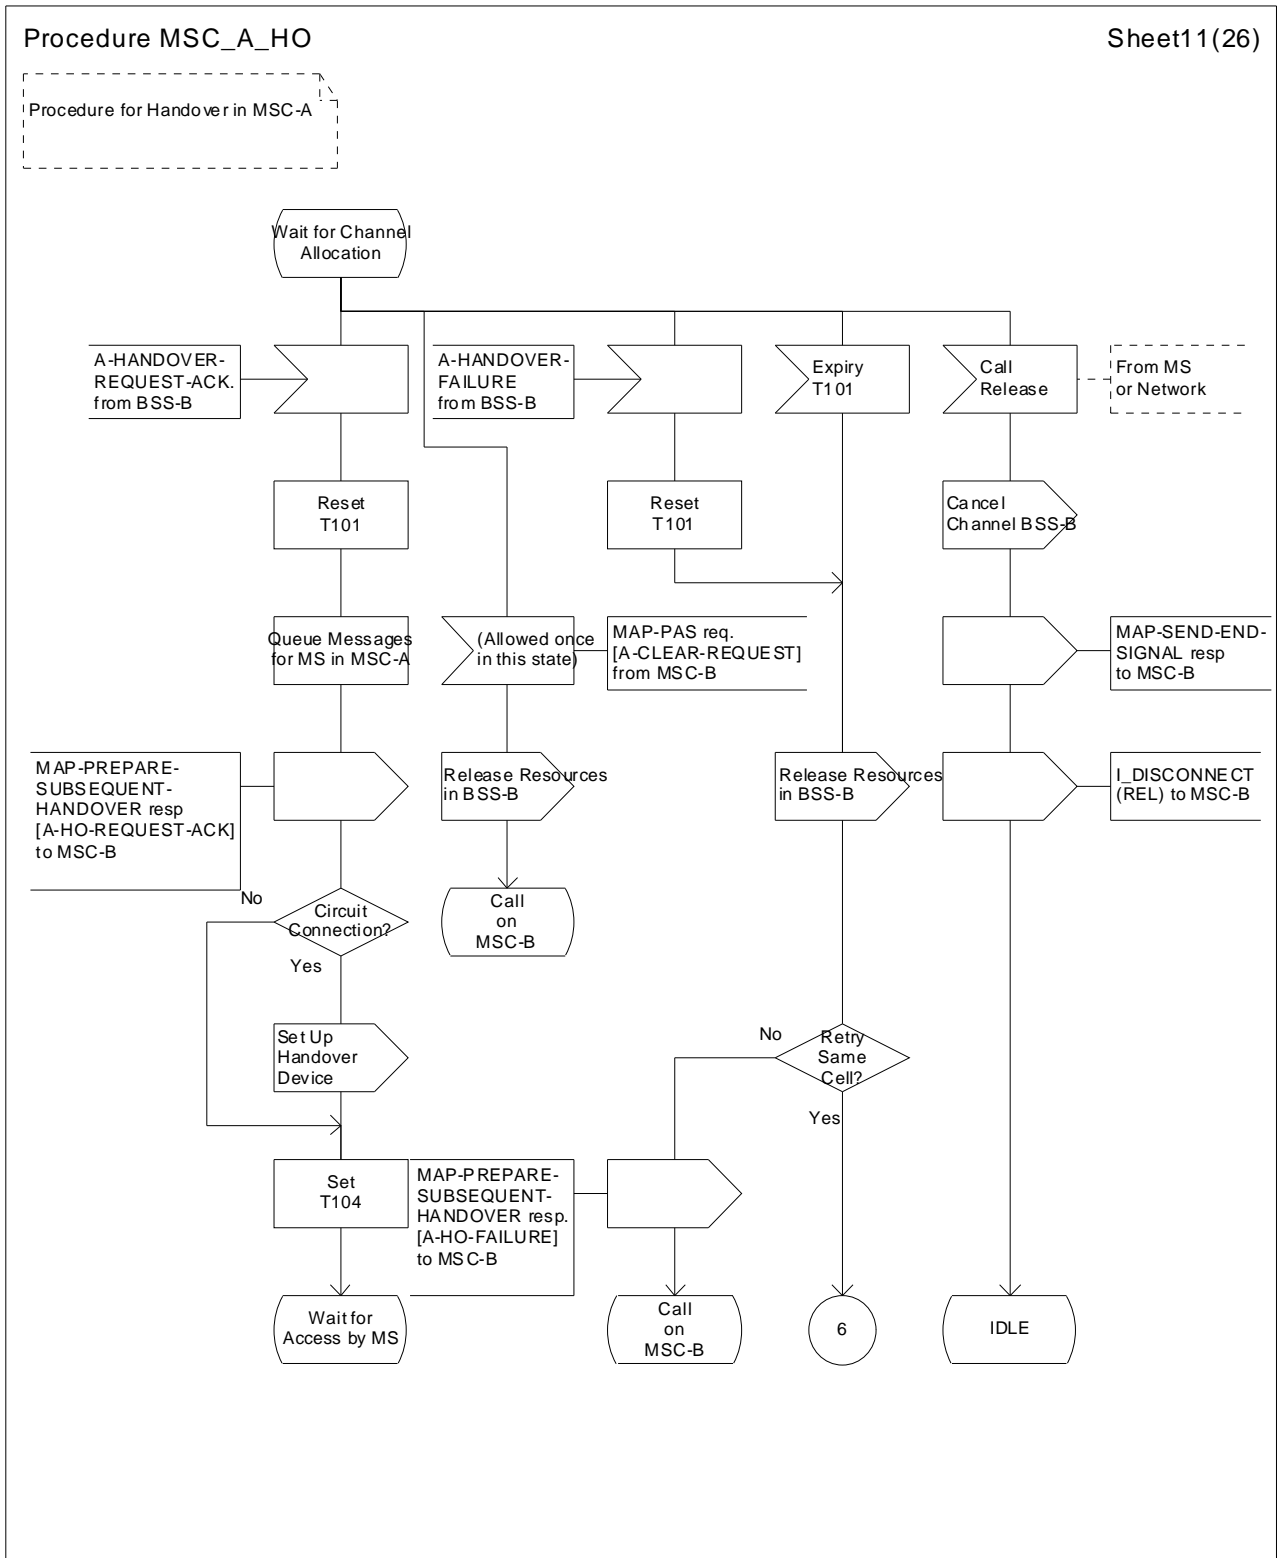 Procedure MSC_A_HO
Sheet11(26)
Procedure for Handover in MSC-A
Wait for Channel
Allocation
A-HANDOVER-
REQUEST-ACK.
from BSS-B
A-HANDOVER-
FAILURE
from BSS-B
Expiry
T101
Call
Release
From MS
or Network
Reset
T101
Reset
T101
Cancel
Channel BSS-B
Queue Messages
for MS in MSC-A
(Allowed once
in this state)
MAP-PAS req.
[A-CLEAR-REQUEST]
from MSC-B
MAP-SEND-END-
SIGNAL resp
to MSC-B
MAP-PREPARE-
SUBSEQUENT-
HANDOVER resp
[A-HO-REQUEST-ACK]
to MSC-B
Release Resources
in BSS-B
Release Resources
in BSS-B
I_DISCONNECT
(REL) to MSC-B
No
Circuit
Connection?
Yes
Call
on
MSC-B
Set Up
Handover
Device
No
Retry
Same
Cell?
Yes
Set
T104
MAP-PREPARE-
SUBSEQUENT-
HANDOVER resp.
[A-HO-FAILURE]
to MSC-B
Wait for
Access by MS
Call
on
MSC-B
6
IDLE